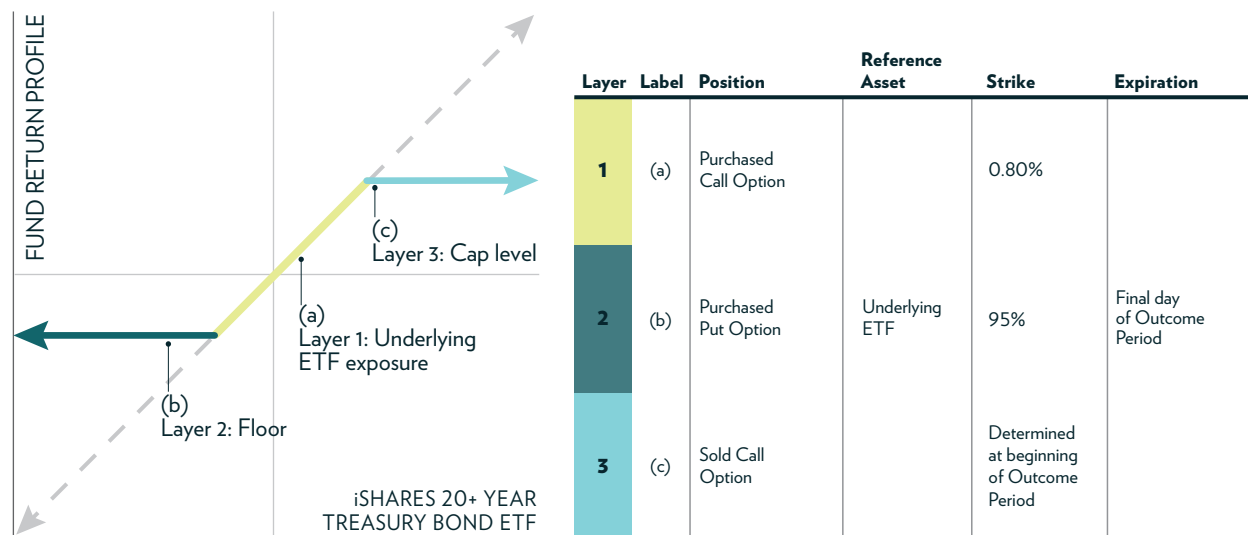 FUND RETURN PROFILE
(c)
Layer 3: Cap level
(a)
Layer 1: Underlying
ETF exposure
(b)
Layer 2: Floor
iSHARES 20+ YEAR
TREASURY BOND ETF
Layer Label Position Reference Asset Strike Expiration
1 (a) Purchased Call Option 0.80%
2 (b) Purchased Put Option Underlying ETF 95% Final day of Outcome Period
3 (c) Sold Call Option Determined at beginning of Outcome Period